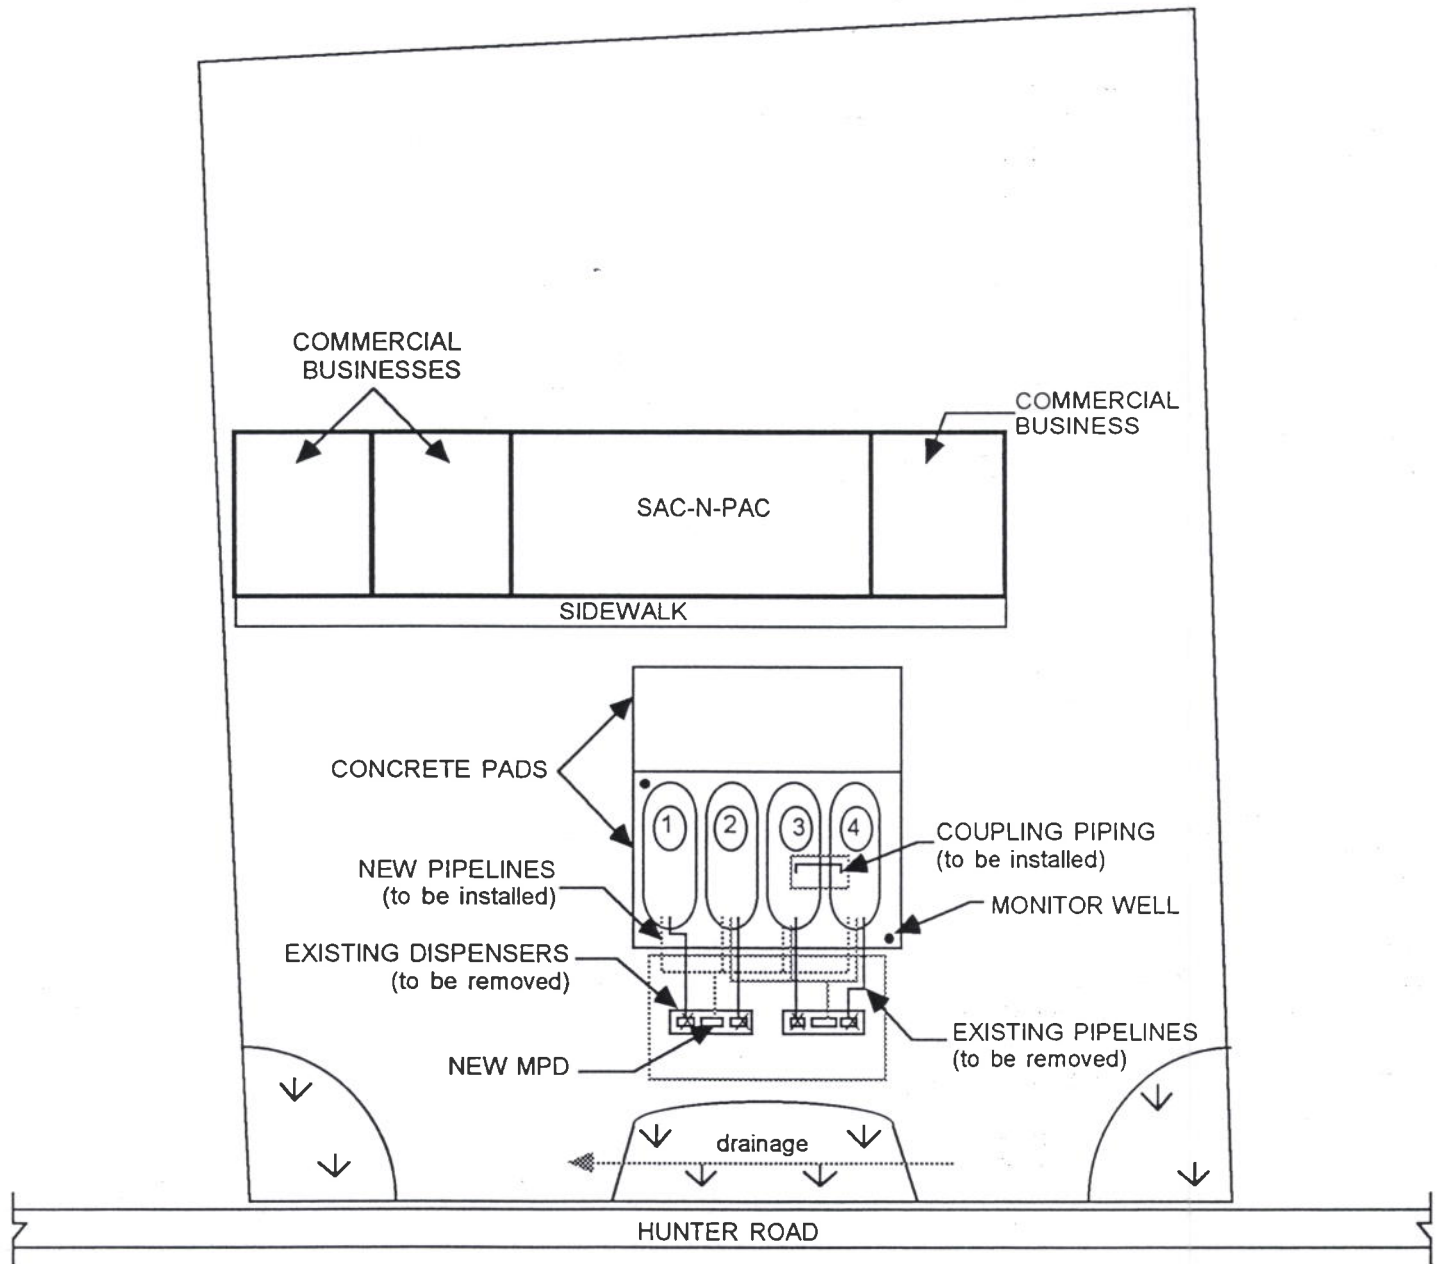 COMMERCIAL
BUSINESSES
COMMERCIAL
BUSINESS
SAC-N-PAC
SIDEWALK
CONCRETE PADS
1
2
3
4
COUPLING PIPING
(to be installed)
NEW PIPELINES
(to be installed)
MONITOR WELL
EXISTING DISPENSERS
(to be removed)
EXISTING PIPELINES
(to be removed)
NEW MPD
drainage
HUNTER ROAD